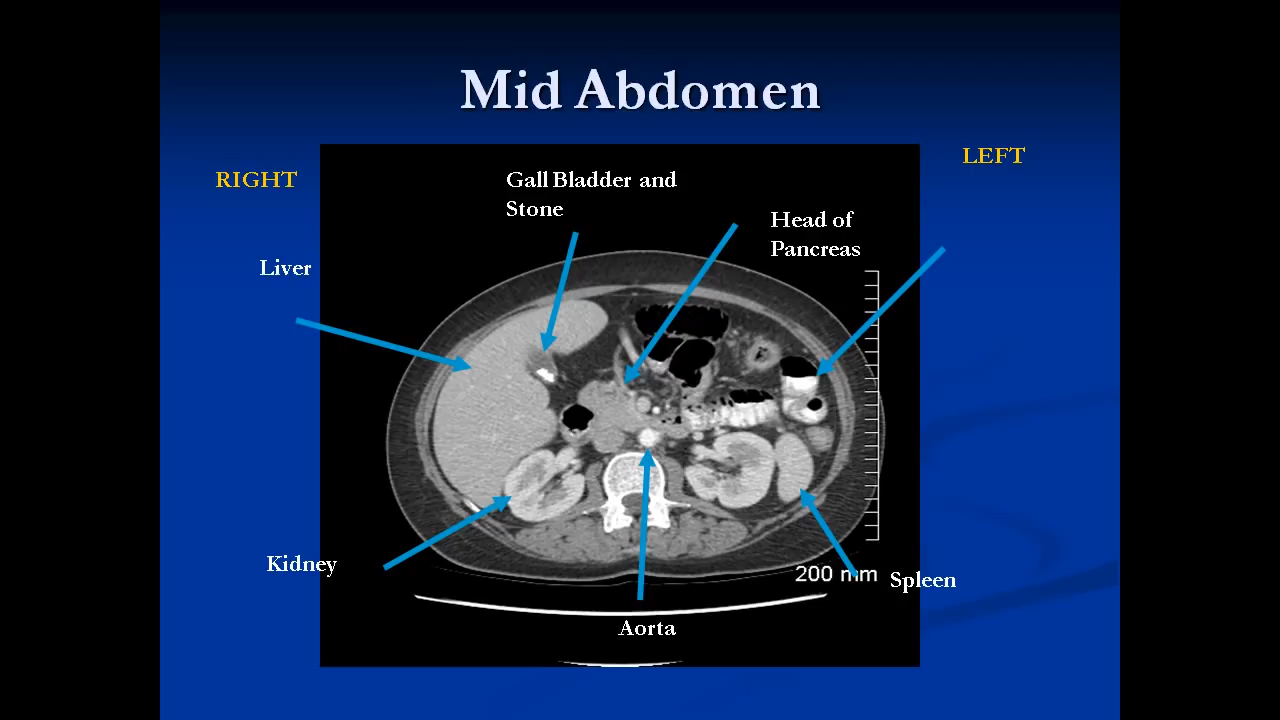 Mid Abdomen
RIGHT
LEFT
Gall Bladder and
Stone
Head of
Pancreas
Liver
Kidney
200 mm
Spleen
Aorta